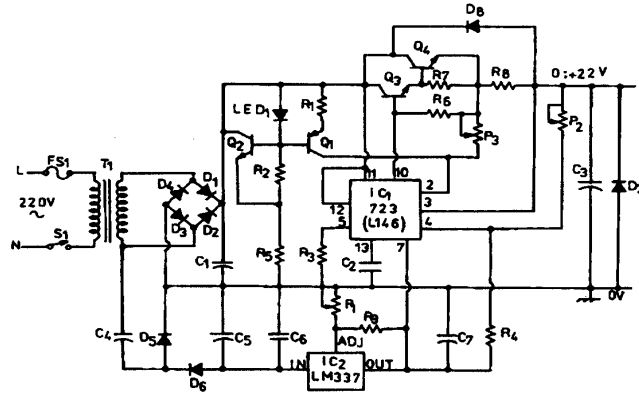 D8
Q4
Q3
R7
R8
0:+22V
LED1
R1
R6
P2
Q2
Q1
P3
FS1
T1
L
R2
11
10
D4
D1
IC1
2
C3
220V
723
3
~
D3
D2
12
(L146)
4
5
13
7
S1
R5
R3
C2
N
C1
0V
R1
R9
R4
C4
D5
C5
C6
ADJ
C7
IN
IC2
OUT
D6
LM337